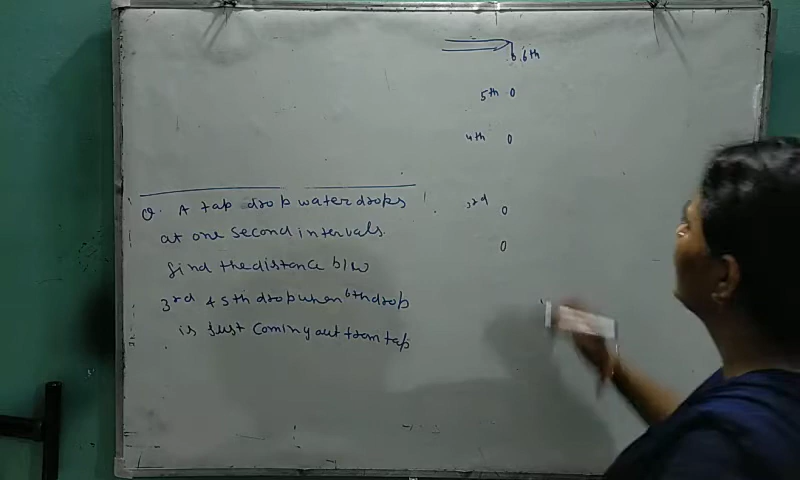 6th
5th
4th
3rd
Q. A tap drop water drops
at one second intervals.
find the distance b/w
3rd & 5th drop when 6th drop
is just coming out from tap